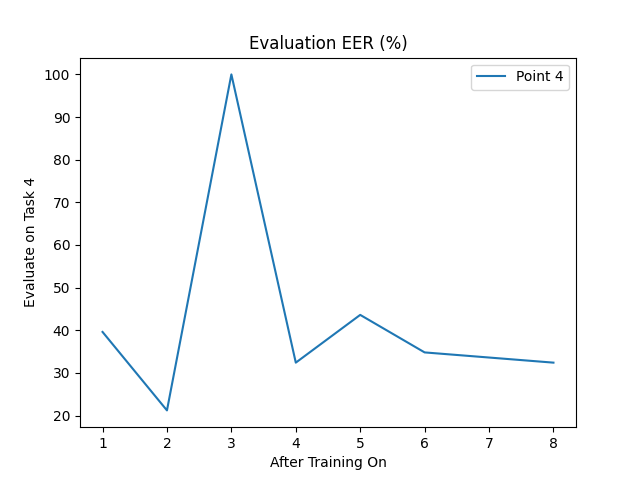 Evaluation EER (%)
Point 4
100
90
80
70
60
50
40
30
20
Evaluate on Task 4
1 2 3 4 5 6 7 8
After Training On